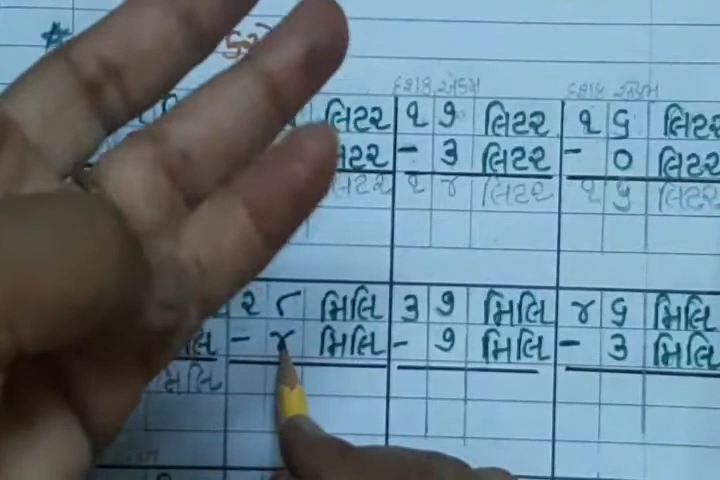 દશક એકમ દશક એકમ
લિટર ૧ ૭ લિટર ૧ ૬ લિટર
લિટર - ૩ લિટર - ૦ લિટર
લિટર ૧ ૪ લિટર ૧ ૬ લિટર
૨ ૮ મિલિ ૩ ૭ મિલિ ૪ ૬ મિલિ
- ૪ મિલિ - ૭ મિલિ - ૩ મિલિ
મિલિ